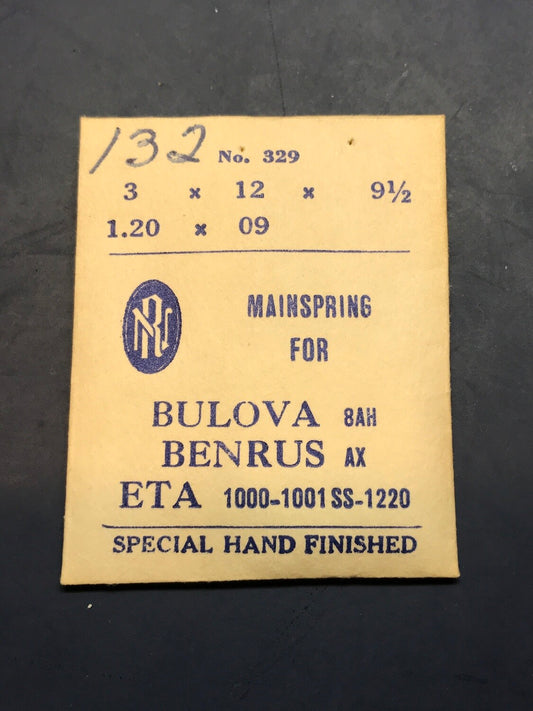 132 No. 329
3 x 12 x 9½
1.20 x 09
MAINSPRING
FOR
BULOVA 8AH
BENRUS AX
ETA 1000-1001 SS-1220
SPECIAL HAND FINISHED